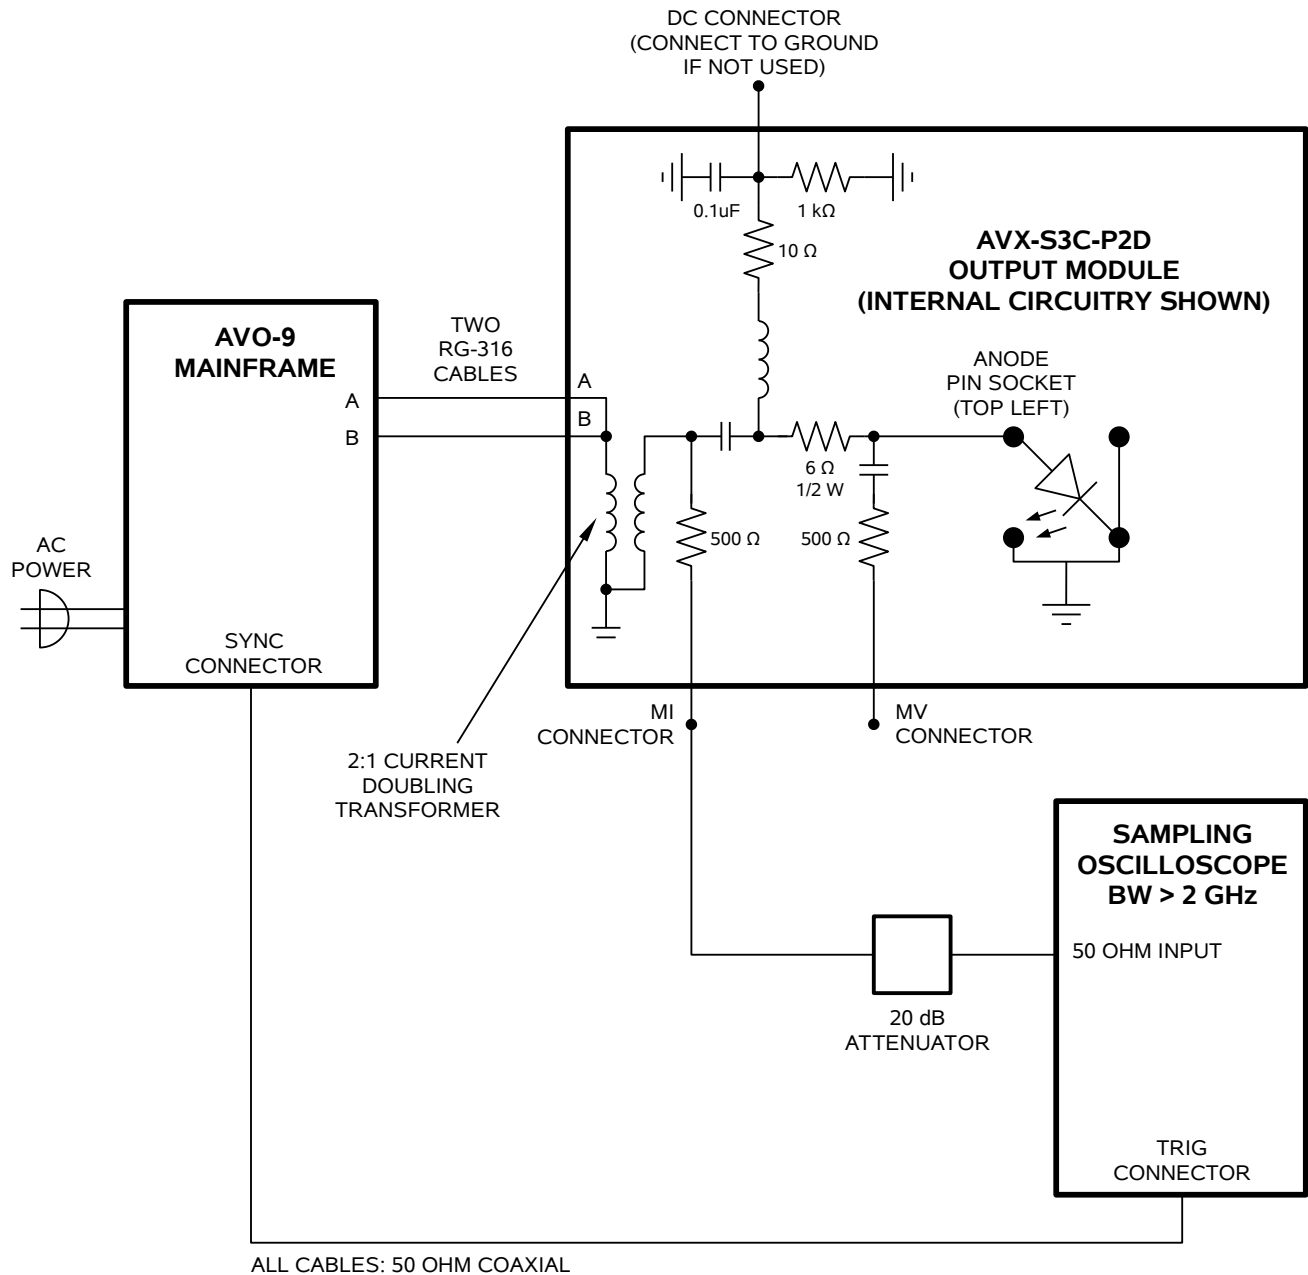 DC CONNECTOR
(CONNECT TO GROUND
IF NOT USED)
0.1uF
1 kΩ
10 Ω
AVX-S3C-P2D
OUTPUT MODULE
(INTERNAL CIRCUITRY SHOWN)
AVO-9
MAINFRAME
A
B
TWO
RG-316
CABLES
A
B
ANODE
PIN SOCKET
(TOP LEFT)
6 Ω
1/2 W
500 Ω
500 Ω
AC
POWER
SYNC
CONNECTOR
MI
CONNECTOR
MV
CONNECTOR
2:1 CURRENT
DOUBLING
TRANSFORMER
SAMPLING
OSCILLOSCOPE
BW > 2 GHz
50 OHM INPUT
20 dB
ATTENUATOR
TRIG
CONNECTOR
ALL CABLES: 50 OHM COAXIAL